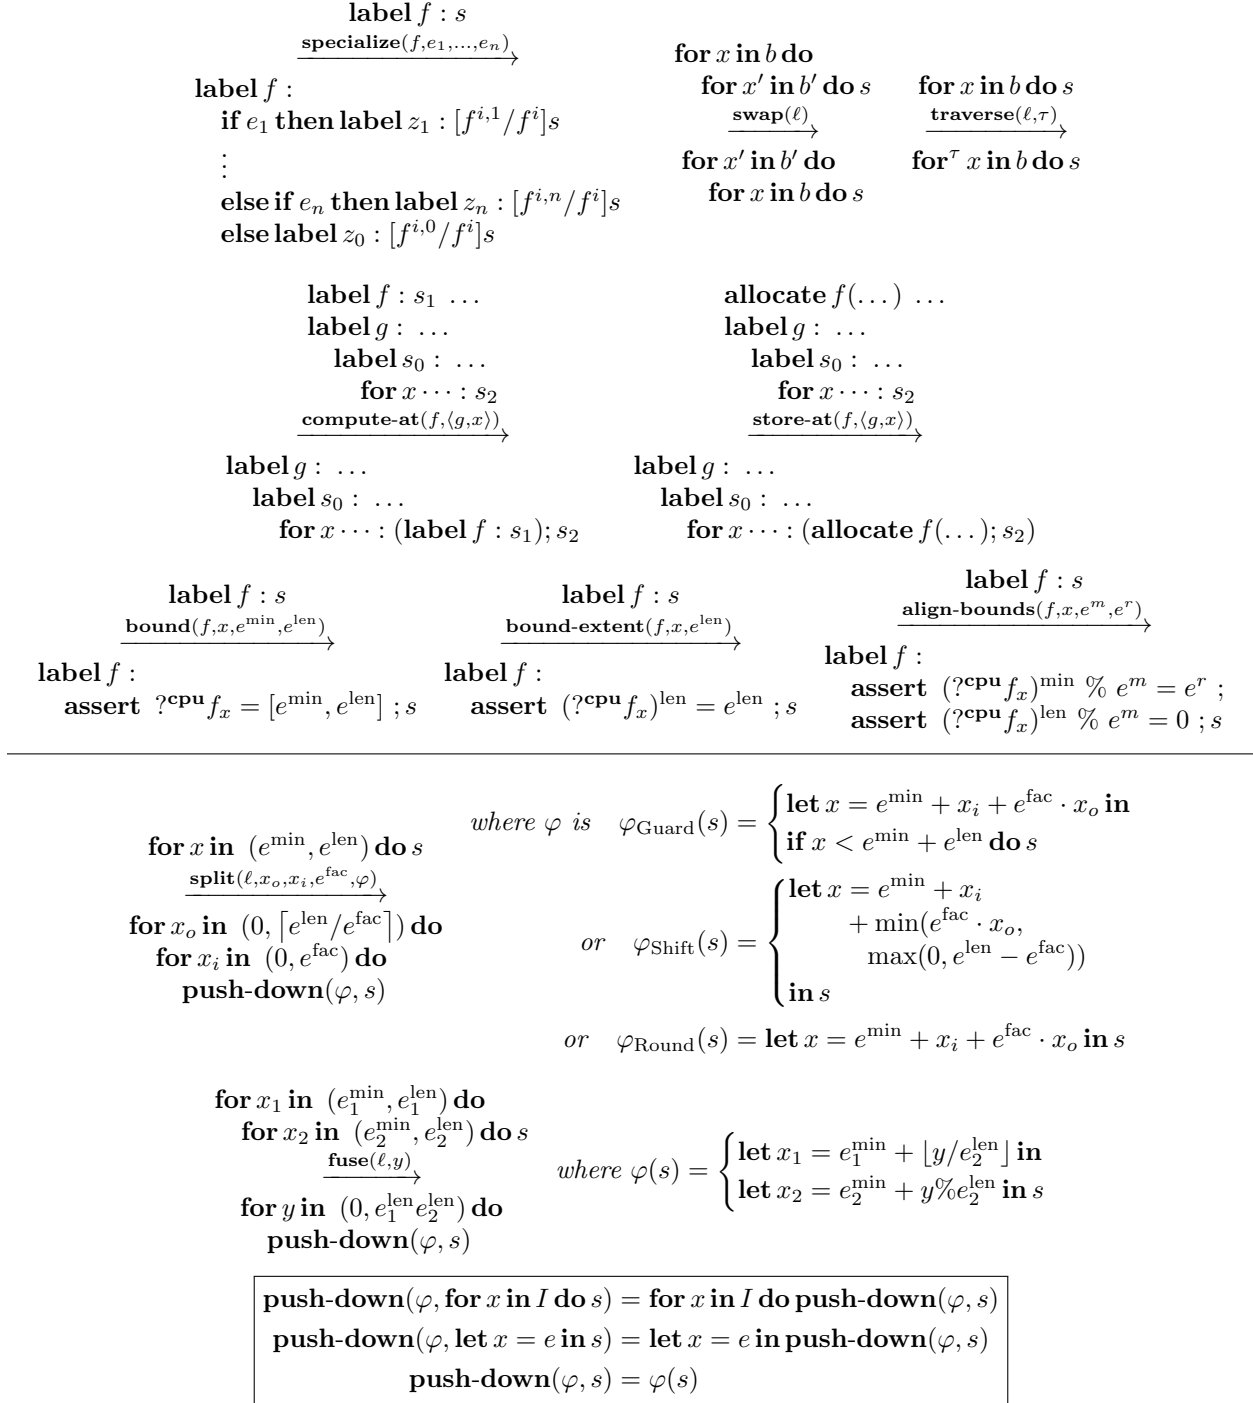 label f : s
specialize(f,e₁,...,eₙ)
label f :
if e₁ then label z₁ : [f^{i,1}/f^i]s
⋮
else if eₙ then label zₙ : [f^{i,n}/f^i]s
else label z₀ : [f^{i,0}/f^i]s
for x in b do
for x′ in b′ do s
swap(ℓ)
for x′ in b′ do
for x in b do s
for x in b do s
traverse(ℓ,τ)
for^τ x in b do s
label f : s₁ …
label g : …
label s₀ : …
for x ⋯ : s₂
compute-at(f,⟨g,x⟩)
label g : …
label s₀ : …
for x ⋯ : (label f : s₁); s₂
allocate f(…) …
label g : …
label s₀ : …
for x ⋯ : s₂
store-at(f,⟨g,x⟩)
label g : …
label s₀ : …
for x ⋯ : (allocate f(…); s₂)
label f : s
bound(f,x,e^min,e^len)
label f :
assert ?^cpu f_x = [e^min, e^len] ; s
label f : s
bound-extent(f,x,e^len)
label f :
assert (?^cpu f_x)^len = e^len ; s
label f : s
align-bounds(f,x,e^m,e^r)
label f :
assert (?^cpu f_x)^min % e^m = e^r ;
assert (?^cpu f_x)^len % e^m = 0 ; s
for x in (e^min, e^len) do s
split(ℓ,x_o,x_i,e^fac,φ)
for x_o in (0, ⌈e^len/e^fac⌉) do
for x_i in (0, e^fac) do
push-down(φ, s)
where φ is φ_Guard(s) = { let x = e^min + x_i + e^fac · x_o in
if x < e^min + e^len do s
or φ_Shift(s) = { let x = e^min + x_i
+ min(e^fac · x_o,
max(0, e^len − e^fac))
in s
or φ_Round(s) = let x = e^min + x_i + e^fac · x_o in s
for x₁ in (e₁^min, e₁^len) do
for x₂ in (e₂^min, e₂^len) do s
fuse(ℓ,y)
for y in (0, e₁^len e₂^len) do
push-down(φ, s)
where φ(s) = { let x₁ = e₁^min + ⌊y/e₂^len⌋ in
let x₂ = e₂^min + y%e₂^len in s
push-down(φ, for x in I do s) = for x in I do push-down(φ, s)
push-down(φ, let x = e in s) = let x = e in push-down(φ, s)
push-down(φ, s) = φ(s)